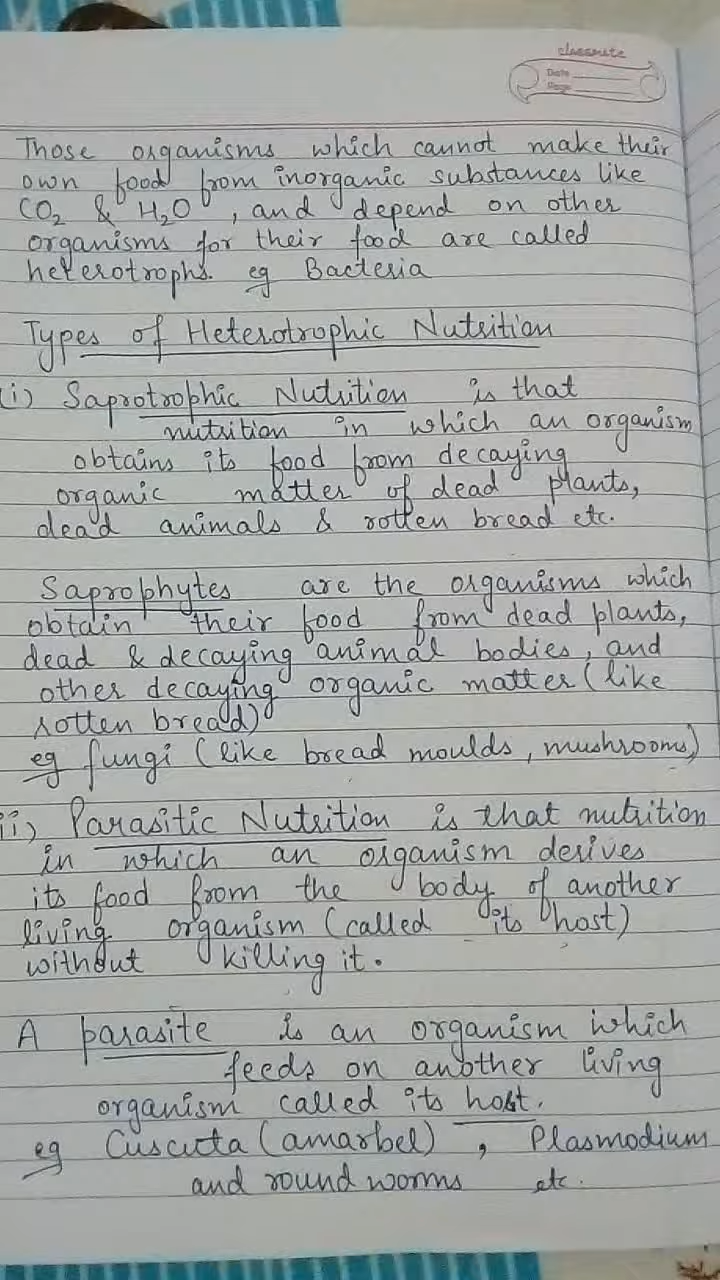 classmate
Date
Page
Those organisms which cannot make their
own food from inorganic substances like
CO₂ & H₂O , and depend on other
organisms for their food are called
heterotrophs. eg Bacteria
Types of Heterotrophic Nutrition
(i) Saprotrophic Nutrition is that
nutrition in which an organism
obtains its food from decaying
organic matter of dead plants,
dead animals & rotten bread etc.
Saprophytes are the organisms which
obtain their food from dead plants,
dead & decaying animal bodies, and
other decaying organic matter (like
rotten bread)
eg fungi (like bread moulds, mushrooms)
ii) Parasitic Nutrition is that nutrition
in which an organism derives
its food from the body of another
living organism (called its host)
without killing it.
A parasite is an organism which
feeds on another living
organism called its host.
eg Cuscuta (amarbel) , Plasmodium
and round worms etc.